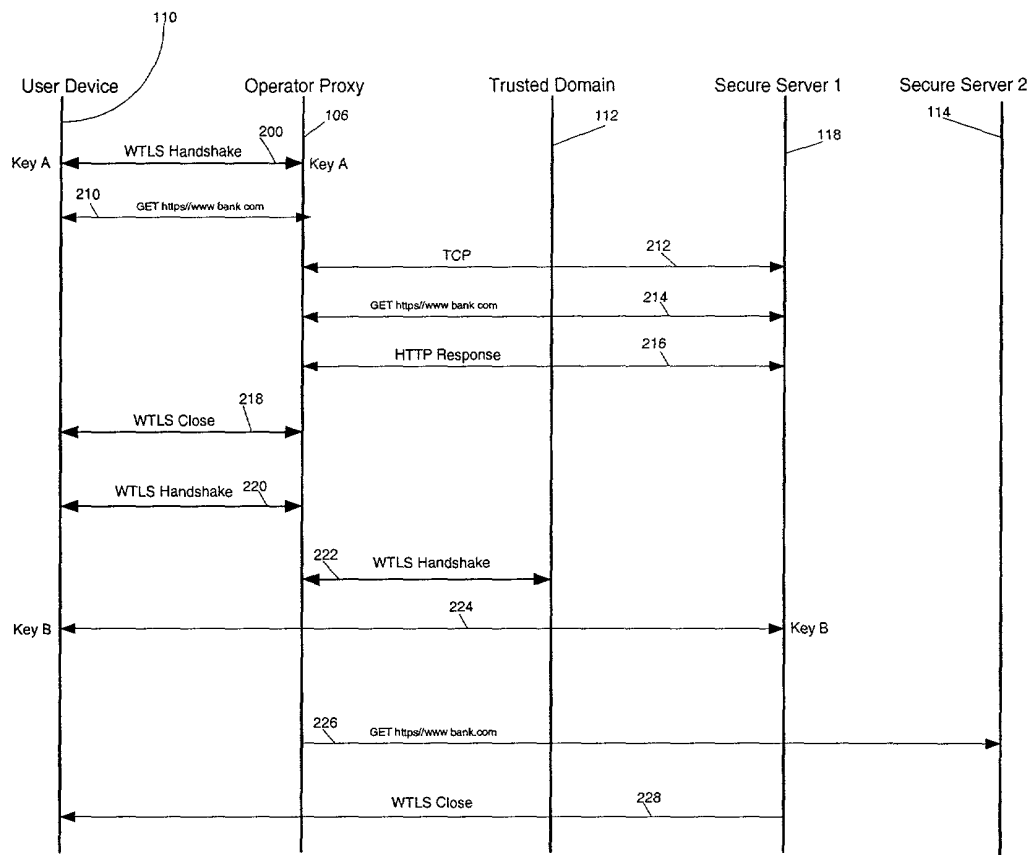 110
User Device Operator Proxy Trusted Domain Secure Server 1 Secure Server 2
106 112 118 114
Key A WTLS Handshake 200 Key A
210 GET https//www bank com
TCP 212
GET https//www bank com 214
HTTP Response 216
WTLS Close 218
WTLS Handshake 220
222 WTLS Handshake
Key B 224 Key B
226 GET https//www bank.com
WTLS Close 228